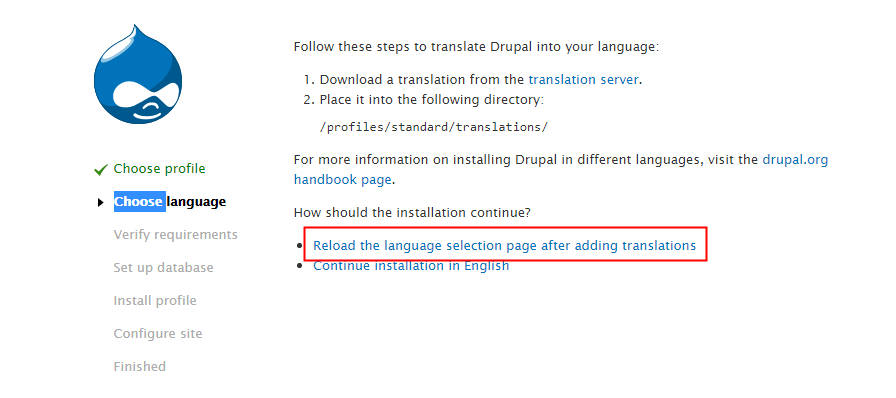 Follow these steps to translate Drupal into your language:
1. Download a translation from the translation server.
2. Place it into the following directory:
/profiles/standard/translations/
For more information on installing Drupal in different languages, visit the drupal.org
handbook page.
How should the installation continue?
Reload the language selection page after adding translations
Continue installation in English
Choose profile
Choose language
Verify requirements
Set up database
Install profile
Configure site
Finished